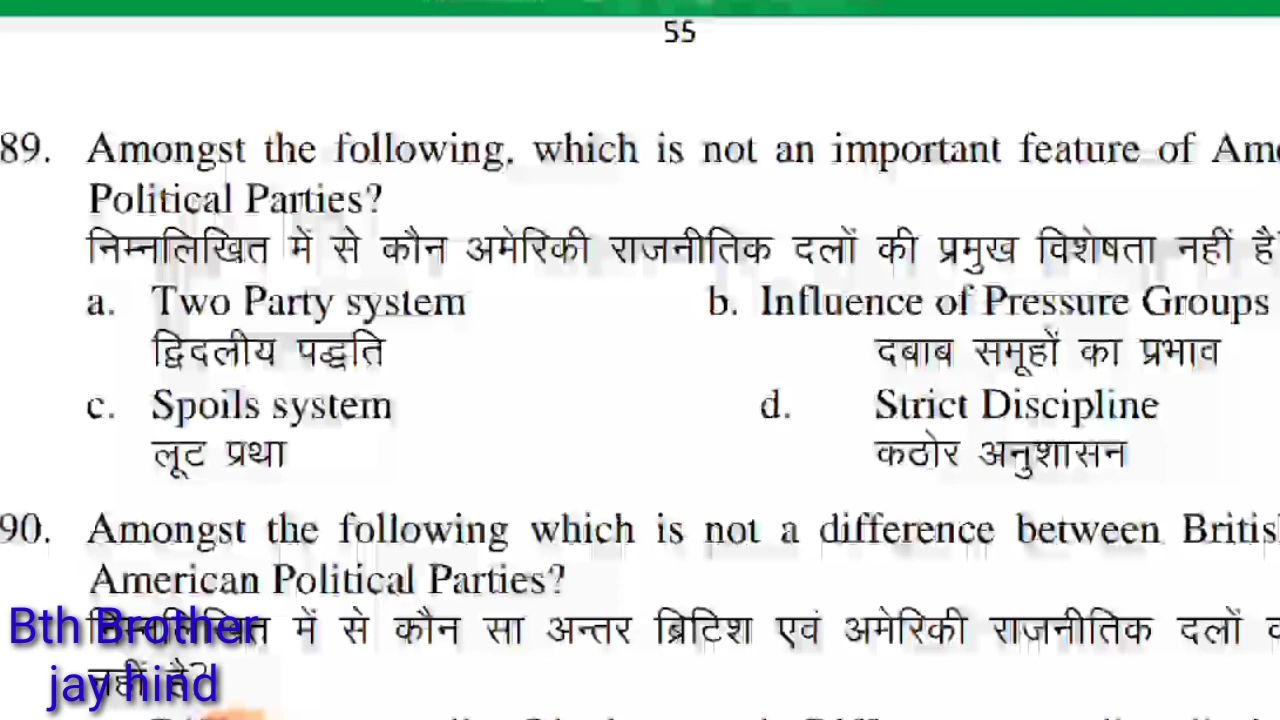 55
89. Amongst the following, which is not an important feature of Ame
Political Parties?
निम्नलिखित में से कौन अमेरिकी राजनीतिक दलों की प्रमुख विशेषता नहीं है
a. Two Party system b. Influence of Pressure Groups
द्विदलीय पद्धति दबाब समूहों का प्रभाव
c. Spoils system d. Strict Discipline
लूट प्रथा कठोर अनुशासन
90. Amongst the following which is not a difference between Britis
American Political Parties?
निम्नलिखित में से कौन सा अन्तर ब्रिटिश एवं अमेरिकी राजनीतिक दलों
Bth Brother
नहीं है?
jay hind